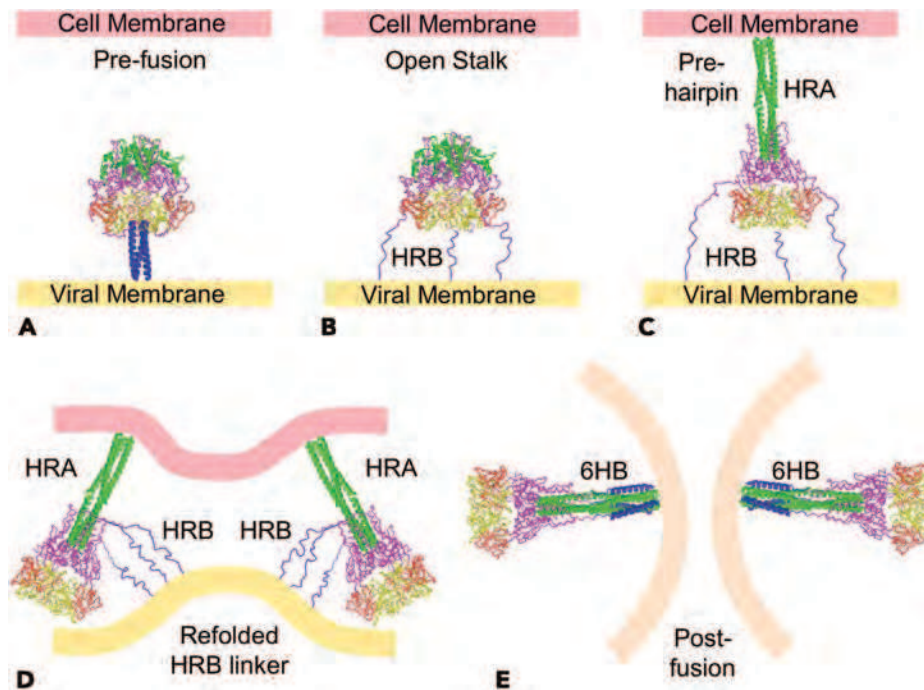 Cell Membrane
Pre-fusion
Viral Membrane
A
Cell Membrane
Open Stalk
HRB
Viral Membrane
B
Cell Membrane
Pre-
hairpin
HRA
HRB
Viral Membrane
C
HRA
HRA
HRB
HRB
Refolded
HRB linker
D
6HB
6HB
Post-
fusion
E